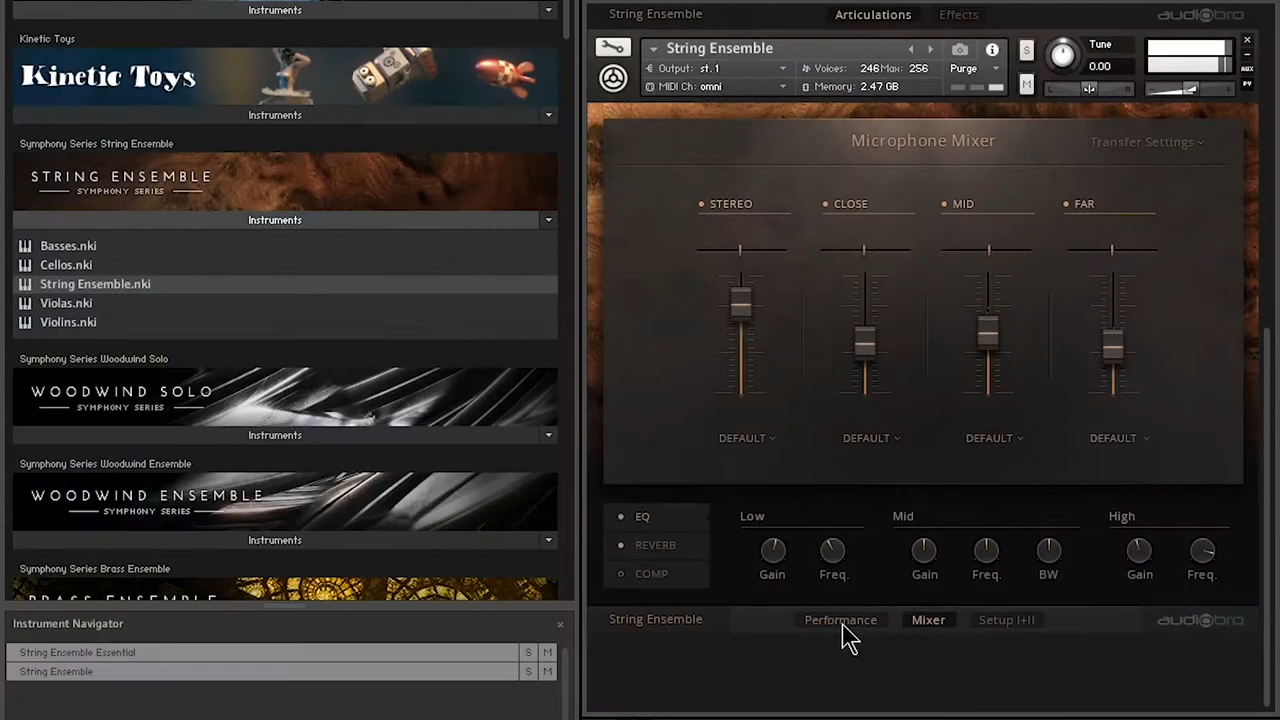 Instruments
Kinetic Toys
Kinetic Toys
Instruments
Symphony Series String Ensemble
STRING ENSEMBLE
SYMPHONY SERIES
Instruments
Basses.nki
Cellos.nki
String Ensemble.nki
Violas.nki
Violins.nki
Symphony Series Woodwind Solo
WOODWIND SOLO
SYMPHONY SERIES
Instruments
Symphony Series Woodwind Ensemble
WOODWIND ENSEMBLE
SYMPHONY SERIES
Instruments
Symphony Series Brass Ensemble
BRASS ENSEMBLE
Instrument Navigator
String Ensemble Essential S M
String Ensemble S M
String Ensemble Articulations Effects audiobro
String Ensemble S Tune 0.00
Output: st. 1 Voices: 246 Max: 256 Purge
MIDI Ch: omni Memory: 2.47 GB M L R
AUX
PV
Microphone Mixer Transfer Settings
STEREO CLOSE MID FAR
DEFAULT DEFAULT DEFAULT DEFAULT
EQ Low Mid High
REVERB
COMP Gain Freq. Gain Freq. BW Gain Freq.
String Ensemble Performance Mixer Setup I+II audiobro